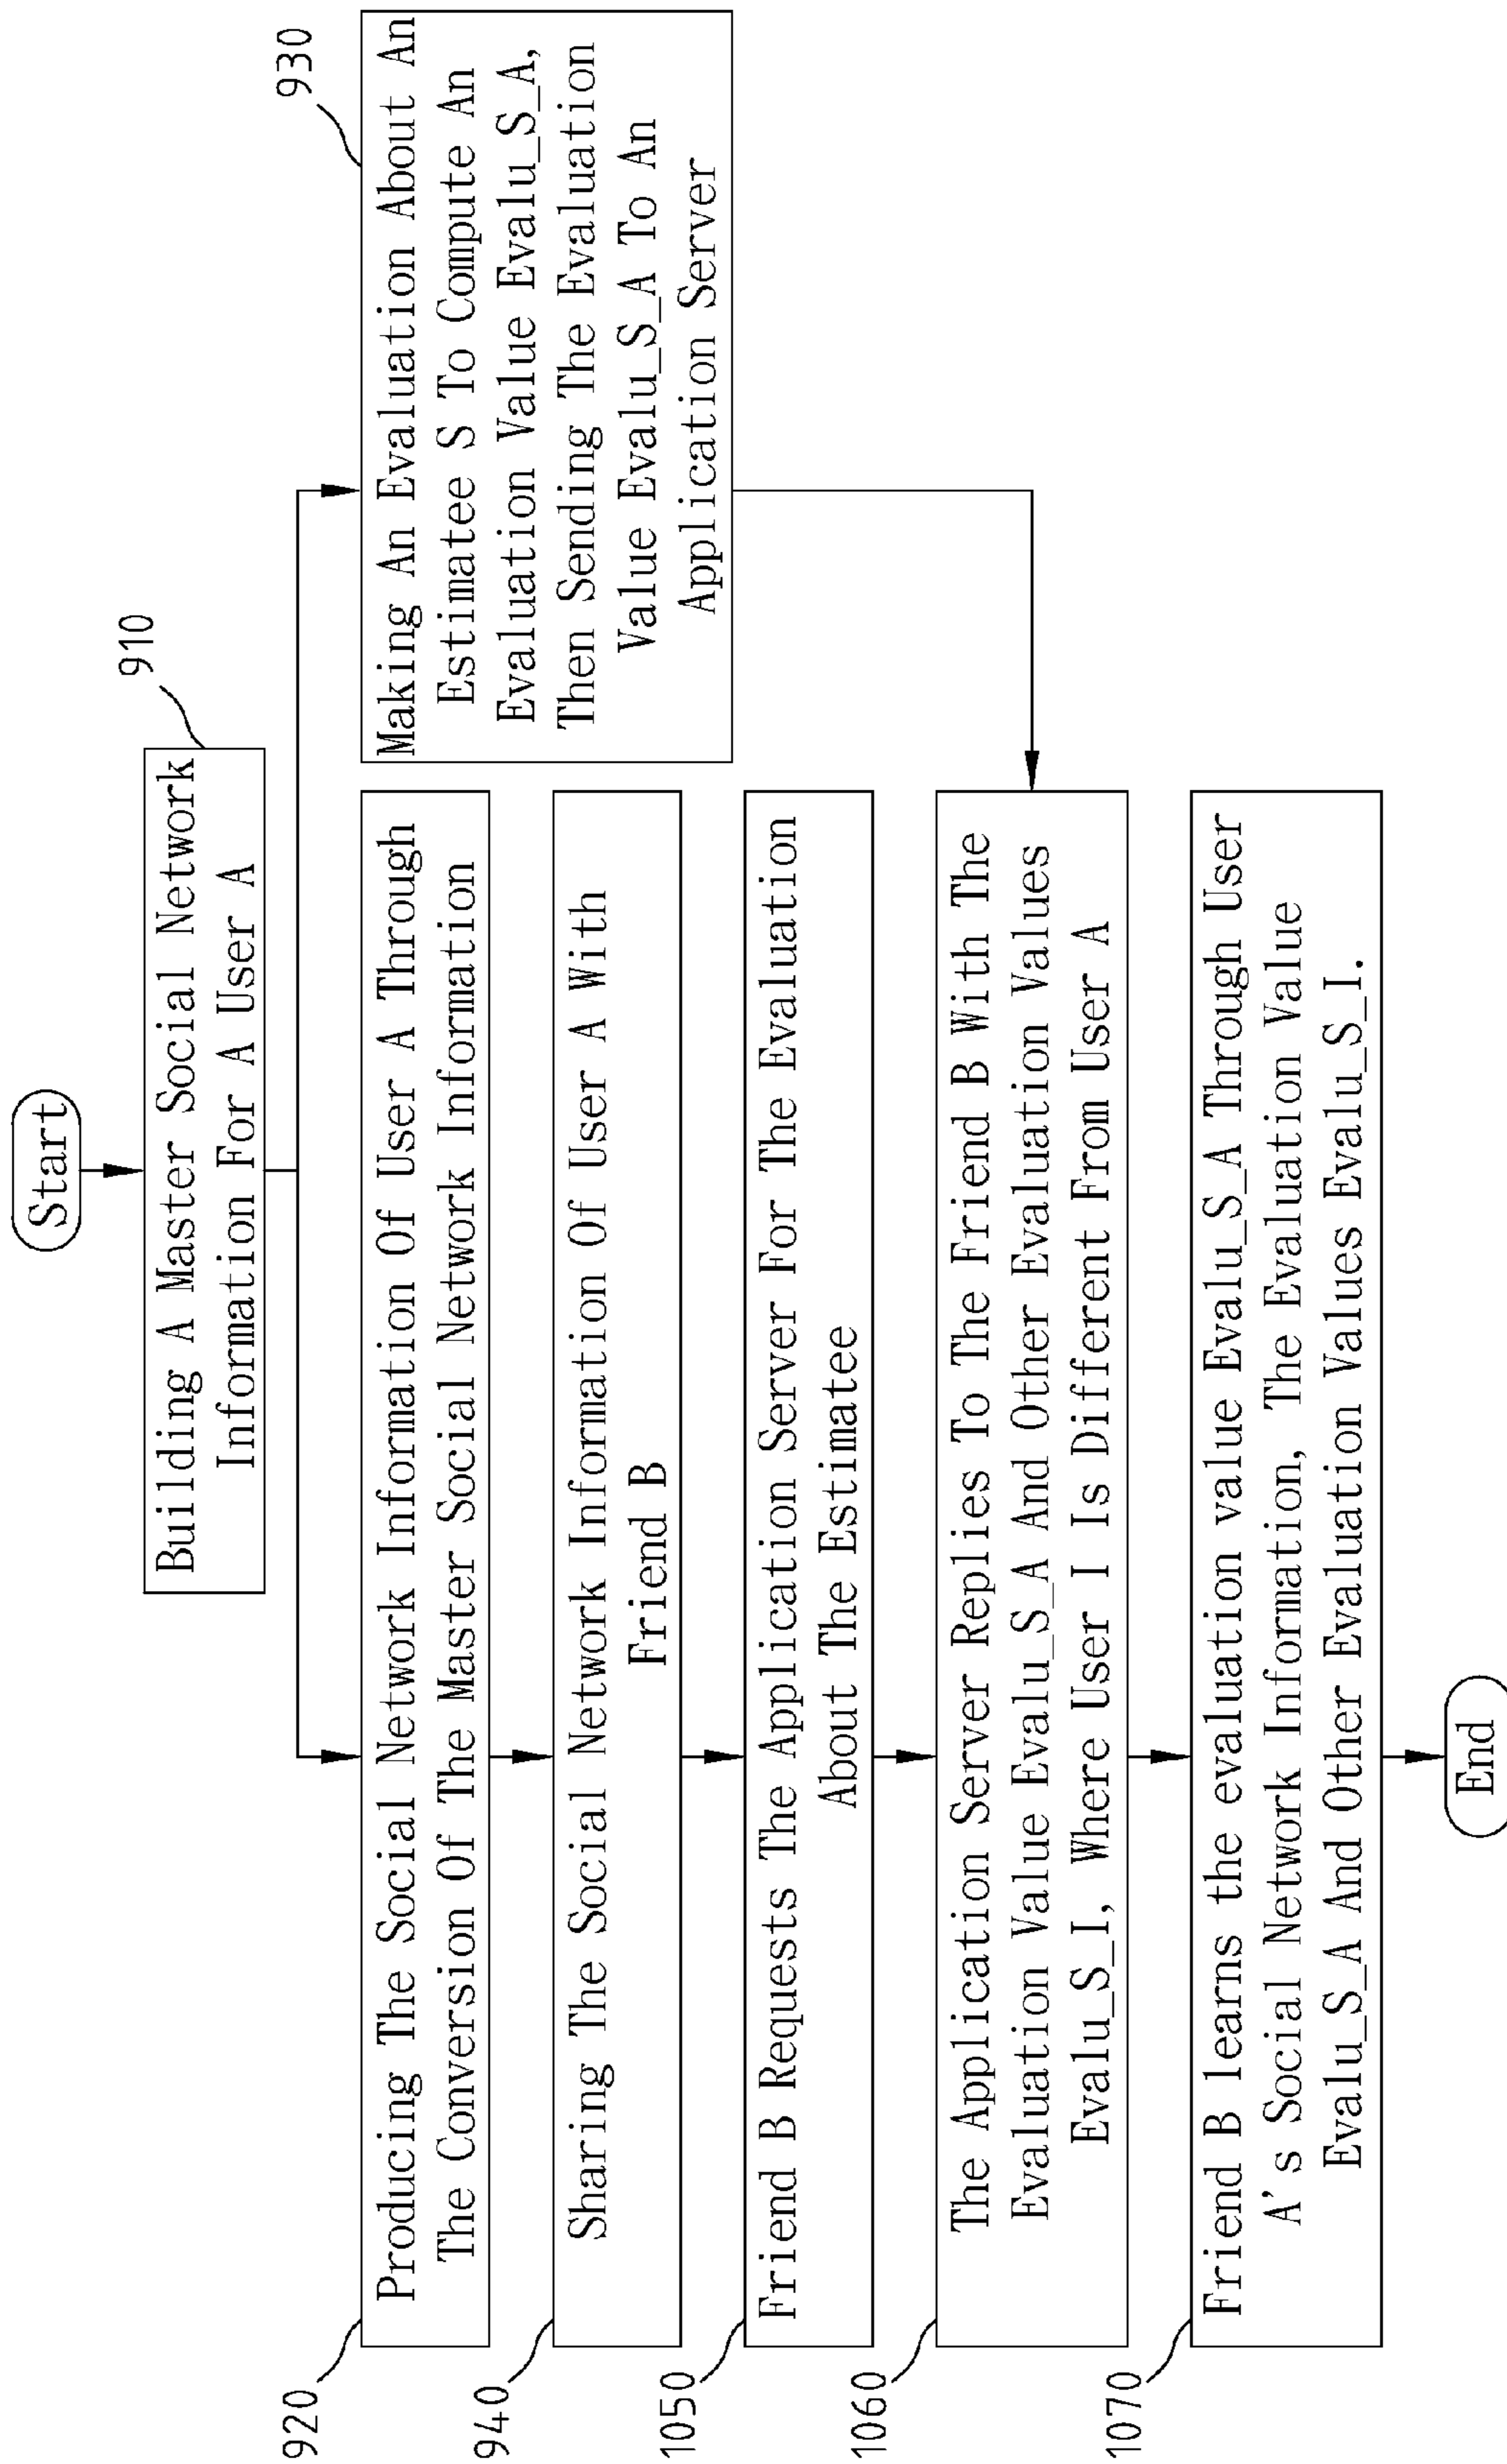 Start
910
Building A Master Social Network
Information For A User A
920
Producing The Social Network Information Of User A Through
The Conversion Of The Master Social Network Information
930
Making An Evaluation About An
Estimatee S To Compute An
Evaluation Value Evalu_S_A,
Then Sending The Evaluation
Value Evalu_S_A To An
Application Server
940
Sharing The Social Network Information Of User A With
Friend B
1050
Friend B Requests The Application Server For The Evaluation
About The Estimatee
1060
The Application Server Replies To The Friend B With The
Evaluation Value Evalu_S_A And Other Evaluation Values
Evalu_S_I, Where User I Is Different From User A
1070
Friend B learns the evaluation value Evalu_S_A Through User
A's Social Network Information, The Evaluation Value
Evalu_S_A And Other Evaluation Values Evalu_S_I.
End